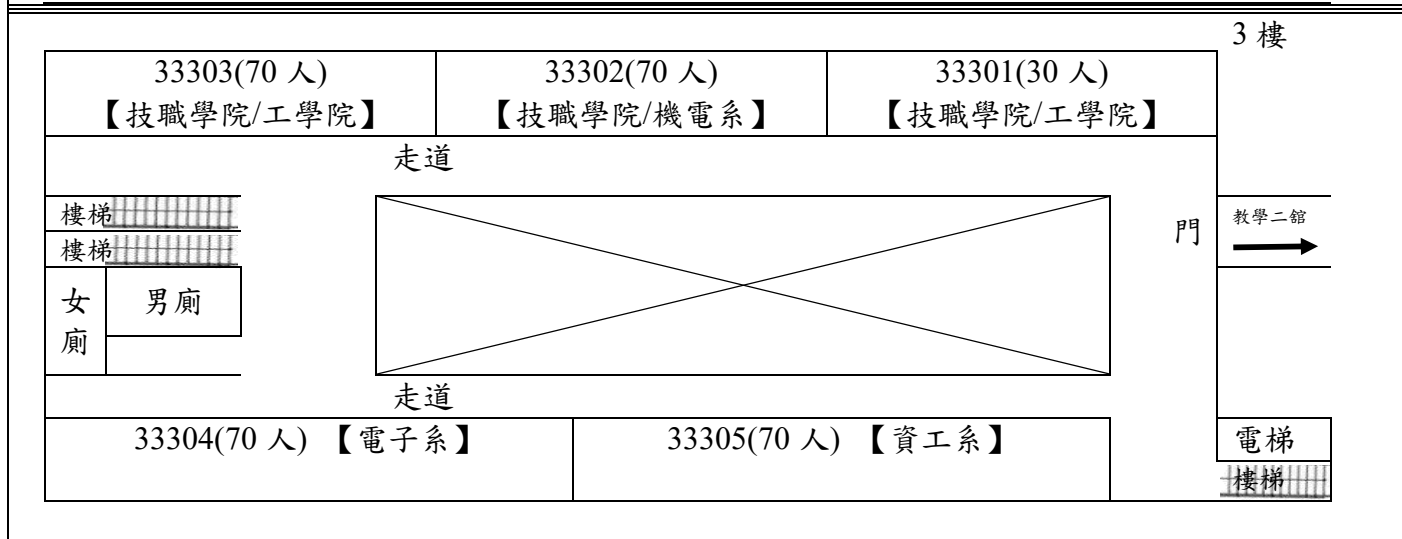 3 樓
33303(70 人)
【技職學院/工學院】
33302(70 人)
【技職學院/機電系】
33301(30 人)
【技職學院/工學院】
走道
樓梯
樓梯
門
教學二館
女廁
男廁
走道
33304(70 人) 【電子系】
33305(70 人) 【資工系】
電梯
樓梯